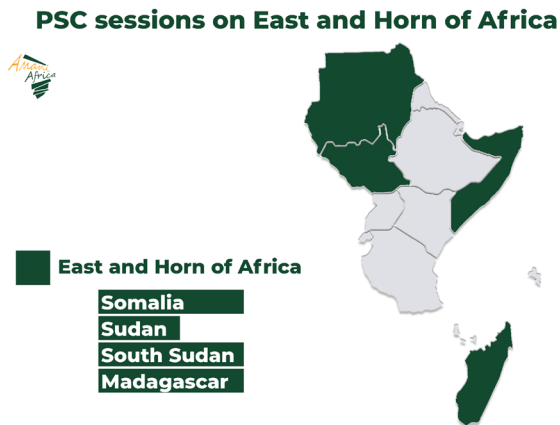 PSC sessions on East and Horn of Africa
Amani
Africa
East and Horn of Africa
Somalia
Sudan
South Sudan
Madagascar